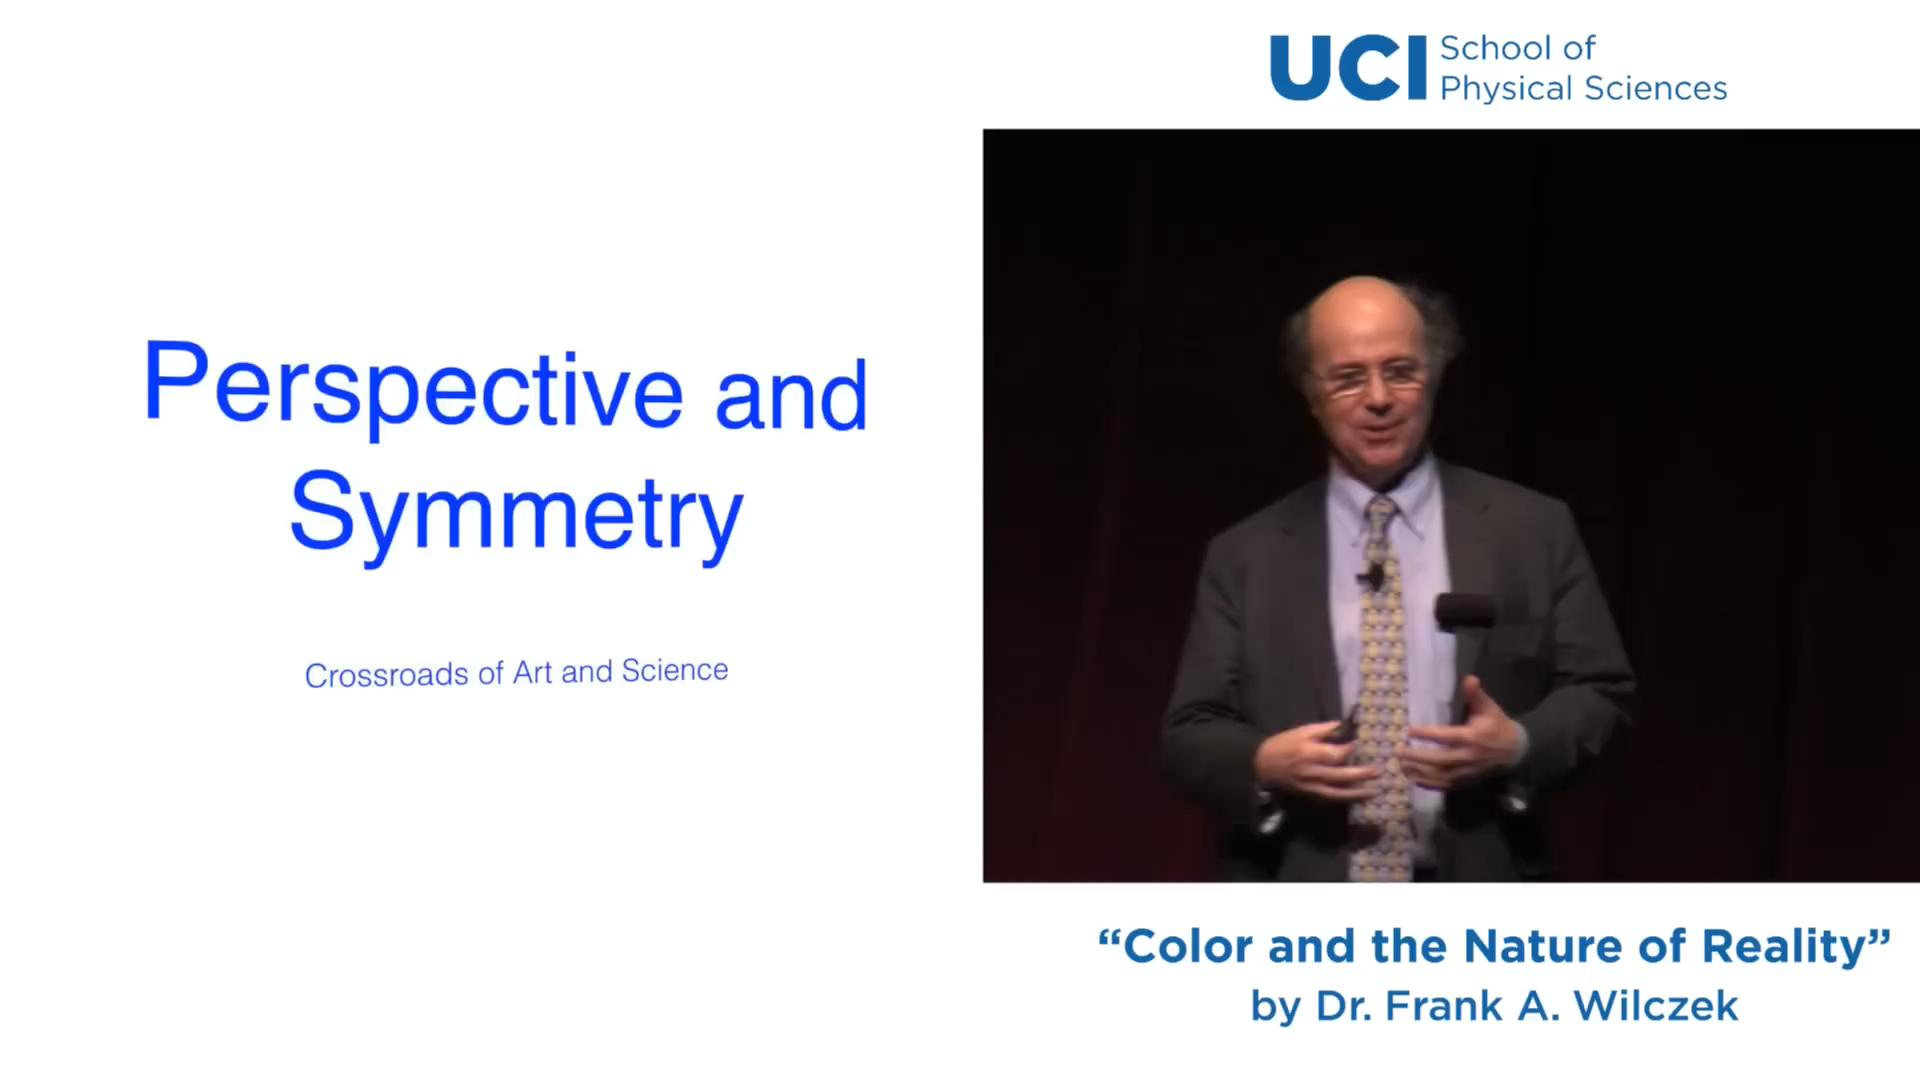 UCI School of
Physical Sciences
Perspective and
Symmetry
Crossroads of Art and Science
“Color and the Nature of Reality”
by Dr. Frank A. Wilczek